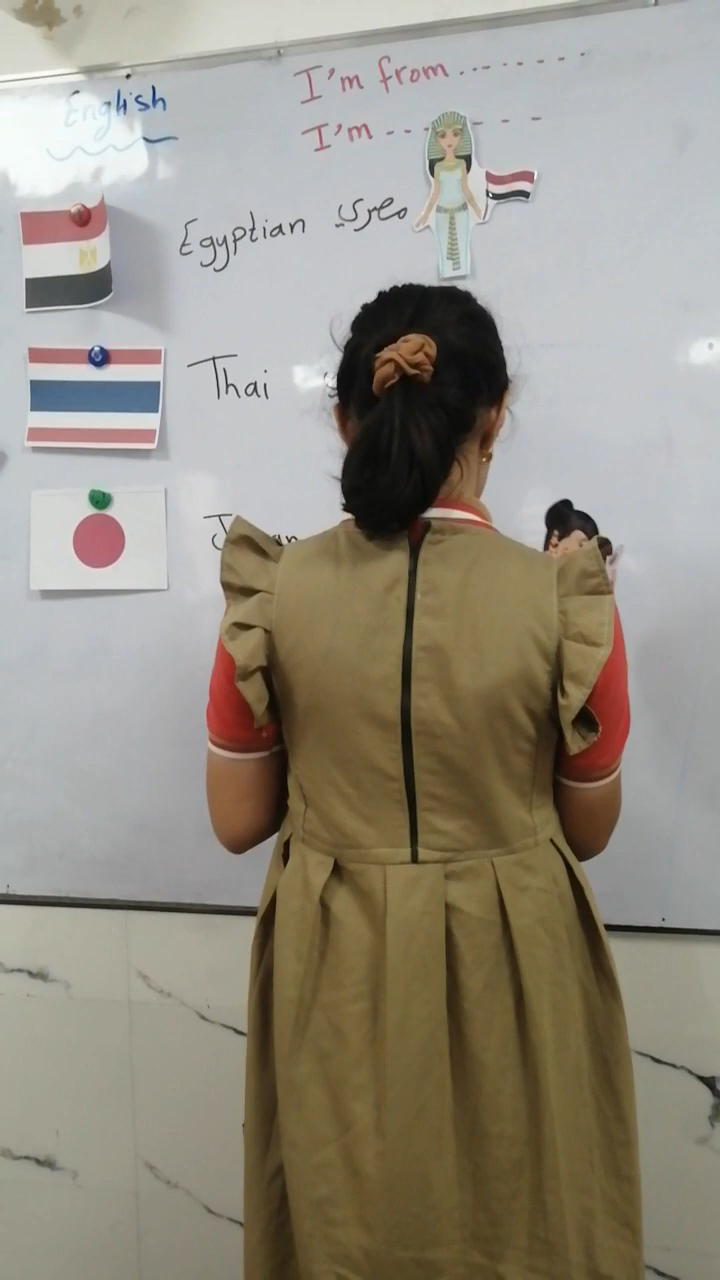 English
I'm from ........
I'm ------
Egyptian مصري
Thai